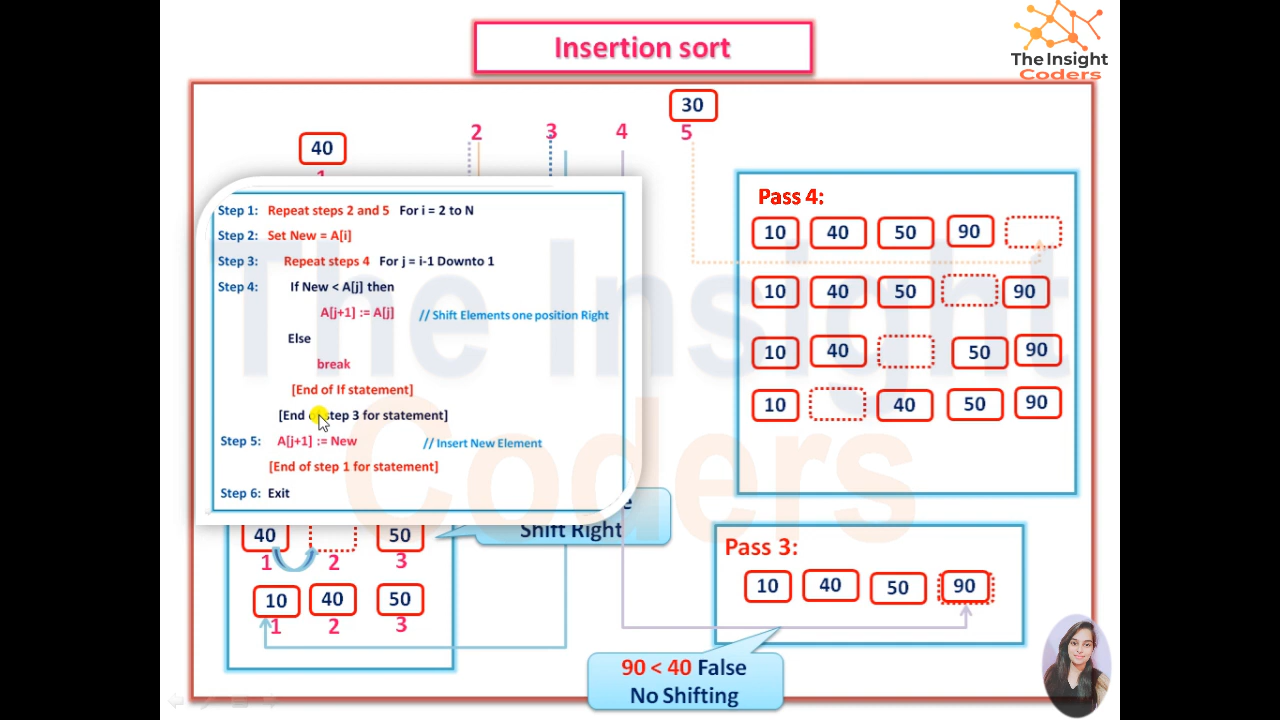 Insertion sort
The Insight
Coders
30
2 3 4 5
40
1
Step 1: Repeat steps 2 and 5 For i = 2 to N
Step 2: Set New = A[i]
Step 3: Repeat steps 4 For j = i-1 Downto 1
Step 4: If New < A[j] then
A[j+1] := A[j] // Shift Elements one position Right
Else
break
[End of If statement]
[End step 3 for statement]
Step 5: A[j+1] := New // Insert New Element
[End of step 1 for statement]
Step 6: Exit
Pass 4:
10 40 50 90
10 40 50 90
10 40 50 90
10 40 50 90
The Insight
Coders
Shift Right
40 50
1 2 3
10 40 50
1 2 3
Pass 3:
10 40 50 90
90 < 40 False
No Shifting